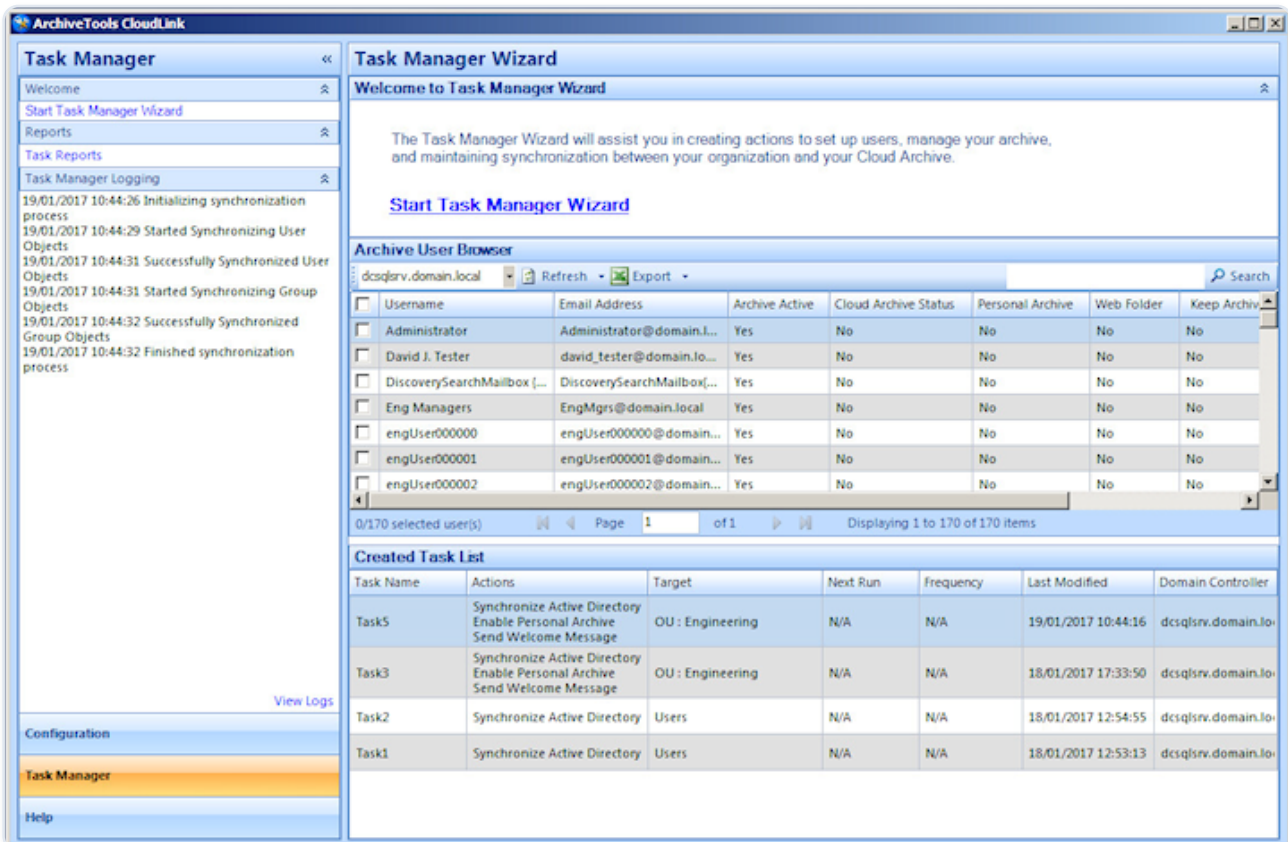 ArchiveTools CloudLink
Task Manager
Welcome
Start Task Manager Wizard
Reports
Task Reports
Task Manager Logging
19/01/2017 10:44:26 Initializing synchronization
process
19/01/2017 10:44:29 Started Synchronizing User
Objects
19/01/2017 10:44:31 Successfully Synchronized User
Objects
19/01/2017 10:44:31 Started Synchronizing Group
Objects
19/01/2017 10:44:32 Successfully Synchronized
Group Objects
19/01/2017 10:44:32 Finished synchronization
process
View Logs
Configuration
Task Manager
Help
Task Manager Wizard
Welcome to Task Manager Wizard
The Task Manager Wizard will assist you in creating actions to set up users, manage your archive,
and maintaining synchronization between your organization and your Cloud Archive.
Start Task Manager Wizard
Archive User Browser
dcsqlsrv.domain.local Refresh Export Search
Username Email Address Archive Active Cloud Archive Status Personal Archive Web Folder Keep Archiv
Administrator Administrator@domain.l... Yes No No No No
David J. Tester david_tester@domain.lo... Yes No No No No
DiscoverySearchMailbox {... DiscoverySearchMailbox{... Yes No No No No
Eng Managers EngMgrs@domain.local Yes No No No No
engUser000000 engUser000000@domain... Yes No No No No
engUser000001 engUser000001@domain... Yes No No No No
engUser000002 engUser000002@domain... Yes No No No No
0/170 selected user(s) Page 1 of 1 Displaying 1 to 170 of 170 items
Created Task List
Task Name Actions Target Next Run Frequency Last Modified Domain Controller
Synchronize Active Directory
Task5 Enable Personal Archive OU : Engineering N/A N/A 19/01/2017 10:44:16 dcsqlsrv.domain.lo
Send Welcome Message
Synchronize Active Directory
Task3 Enable Personal Archive OU : Engineering N/A N/A 18/01/2017 17:33:50 dcsqlsrv.domain.lo
Send Welcome Message
Task2 Synchronize Active Directory Users N/A N/A 18/01/2017 12:54:55 dcsqlsrv.domain.lo
Task1 Synchronize Active Directory Users N/A N/A 18/01/2017 12:53:13 dcsqlsrv.domain.lo